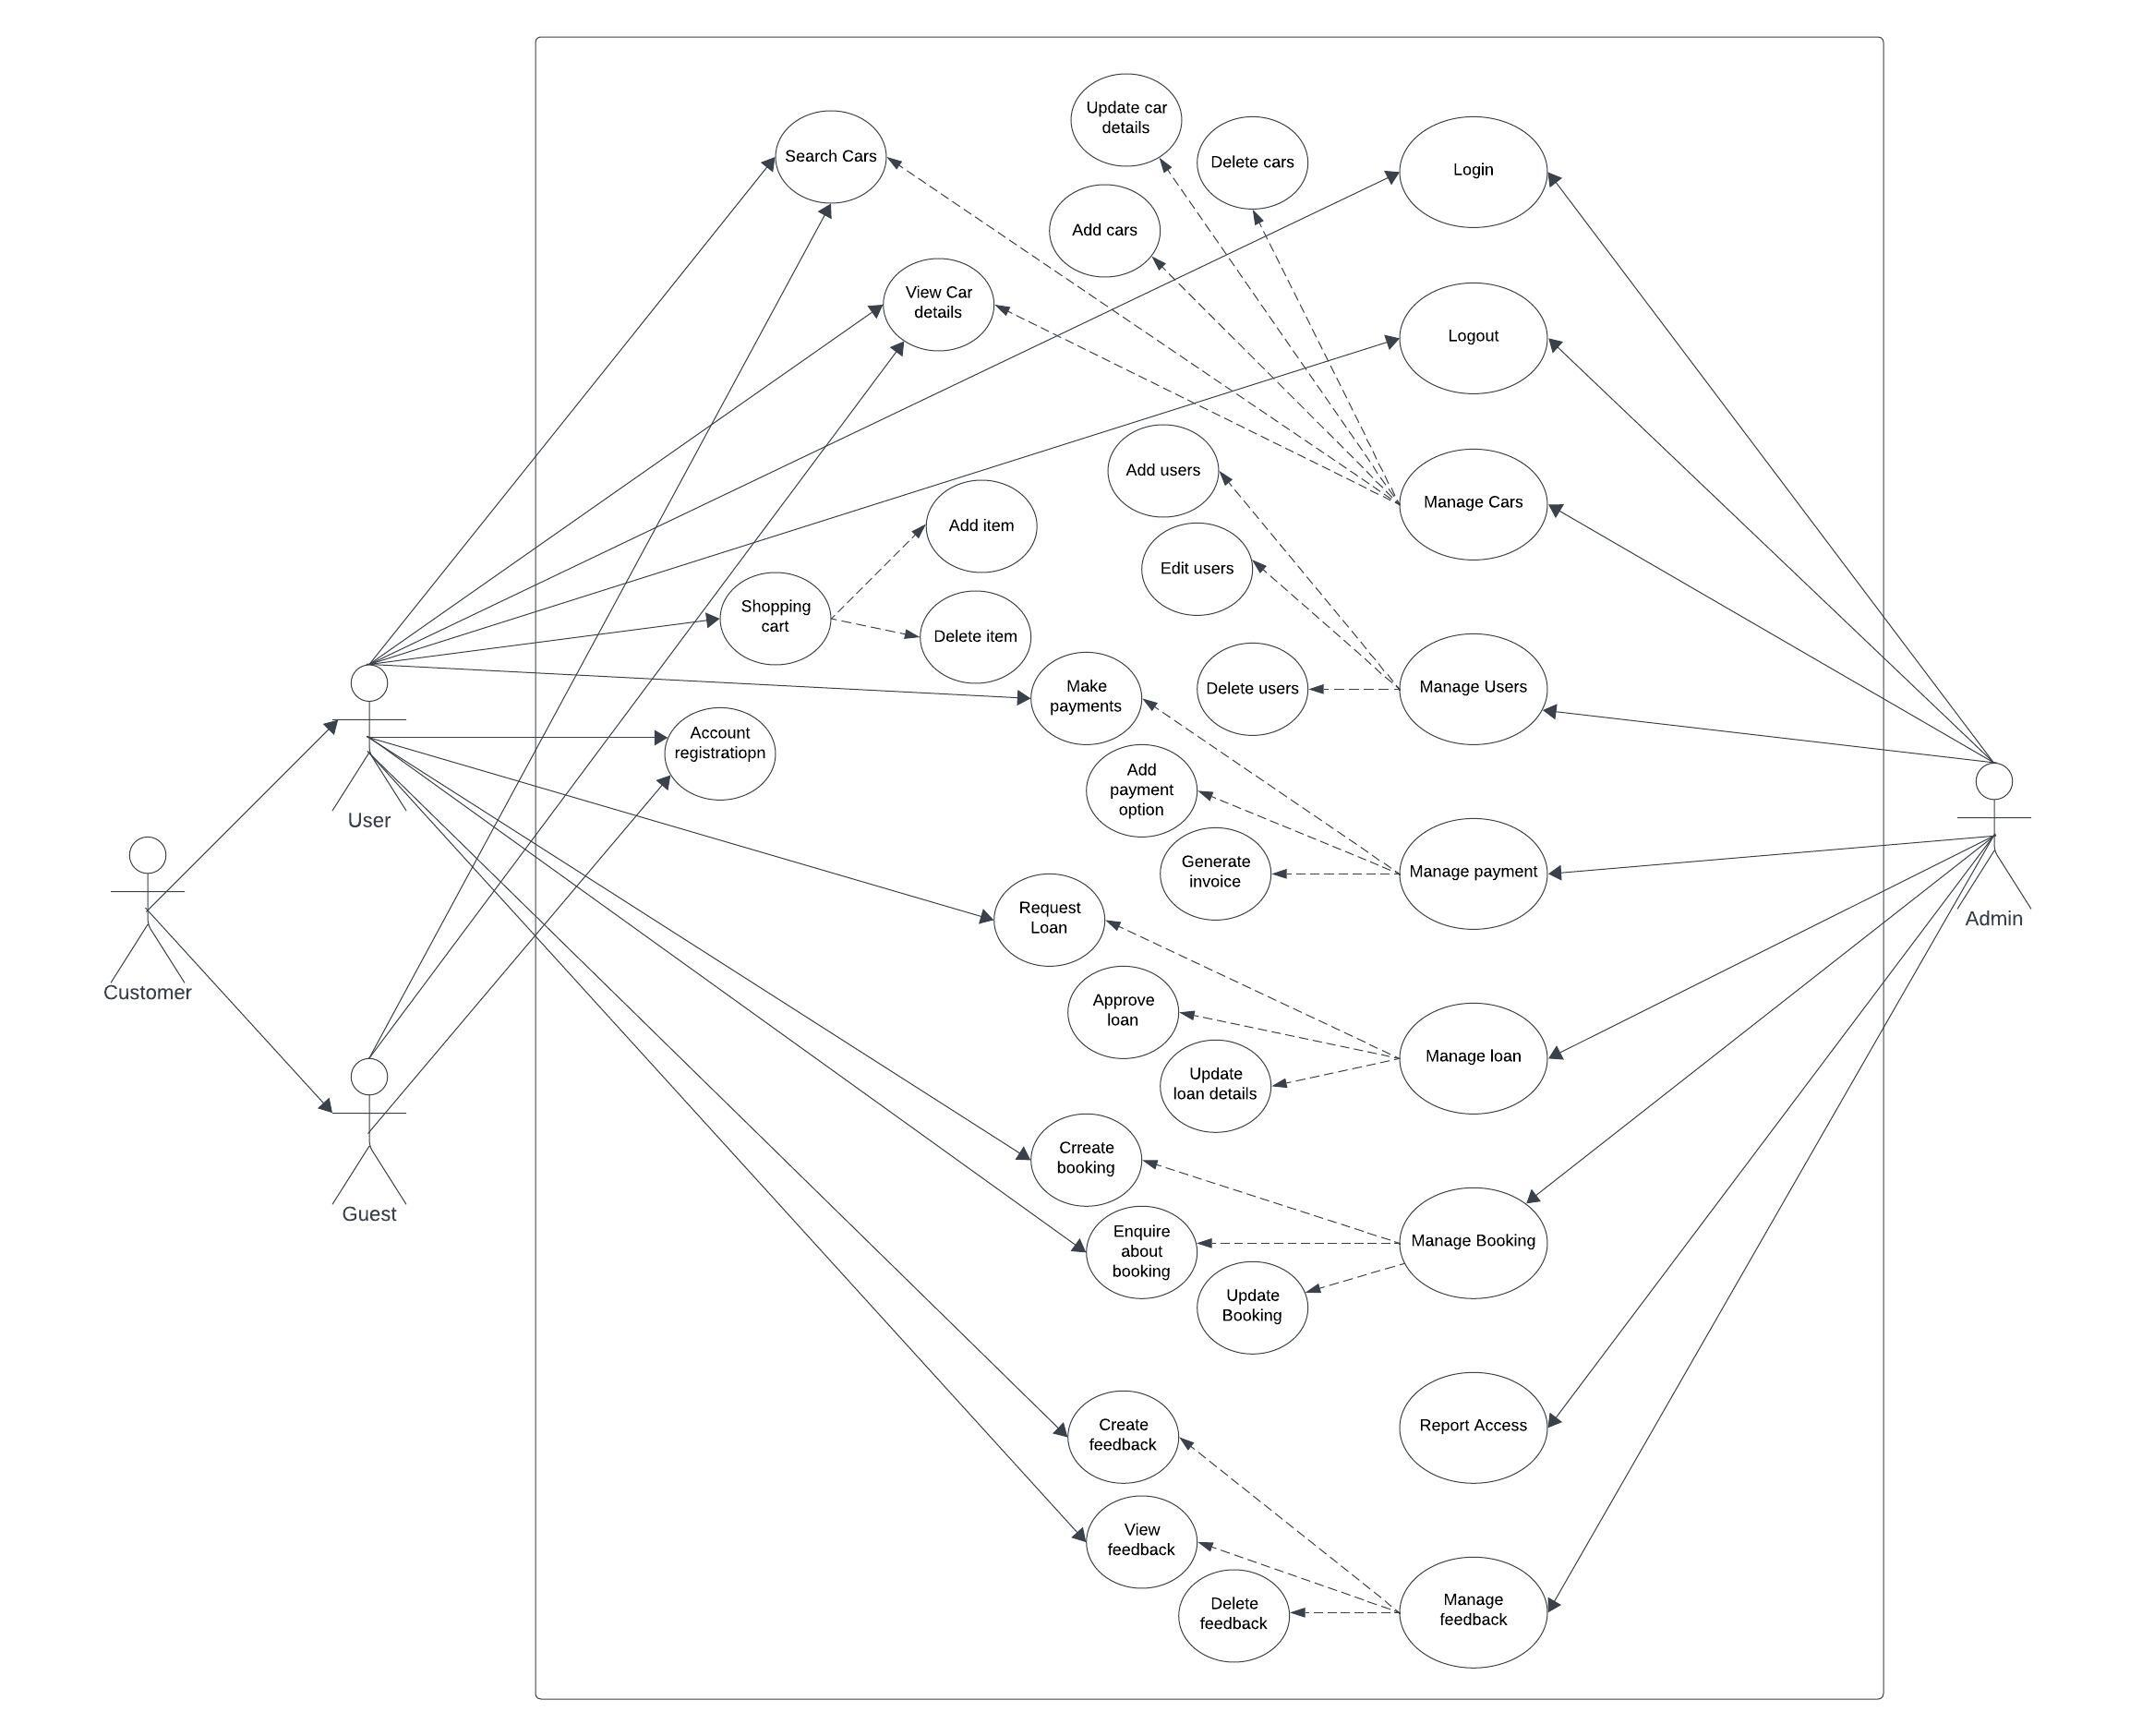 Update car
details
Search Cars
Delete cars
Login
Add cars
View Car
details
Logout
Add users
Manage Cars
Add item
Edit users
Shopping
cart
Delete item
Make
payments
Delete users
Manage Users
Account
registratiopn
User
Add
payment
option
Generate
invoice
Manage payment
Request
Loan
Admin
Customer
Approve
loan
Update
loan details
Manage loan
Crreate
booking
Guest
Enquire
about
booking
Manage Booking
Update
Booking
Create
feedback
Report Access
View
feedback
Delete
feedback
Manage
feedback